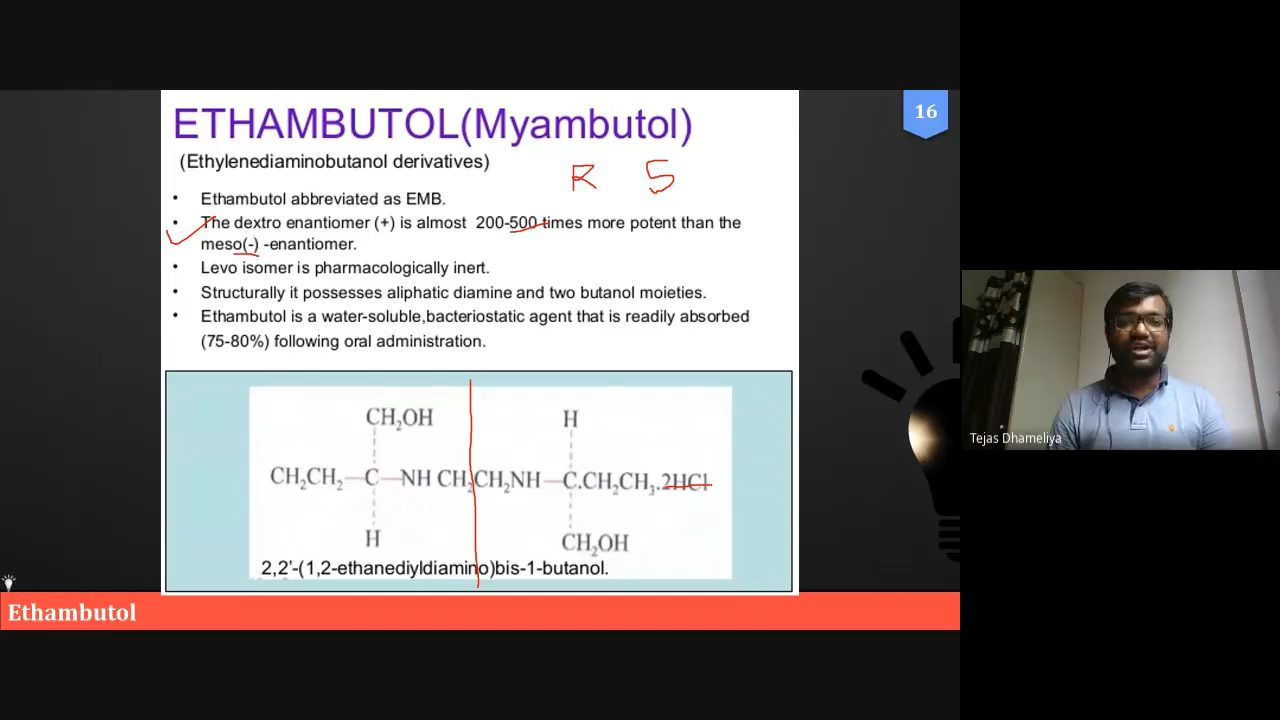 16
ETHAMBUTOL(Myambutol)
(Ethylenediaminobutanol derivatives)
R S
• Ethambutol abbreviated as EMB.
• The dextro enantiomer (+) is almost 200-500 times more potent than the
meso(-) -enantiomer.
• Levo isomer is pharmacologically inert.
• Structurally it possesses aliphatic diamine and two butanol moieties.
• Ethambutol is a water-soluble,bacteriostatic agent that is readily absorbed
(75-80%) following oral administration.
CH₂OH H
CH₂CH₂—C—NH CH₂CH₂NH—C.CH₂CH₃.2HCl
H CH₂OH
2,2’-(1,2-ethanediyldiamino)bis-1-butanol.
Ethambutol
Tejas Dhameliya